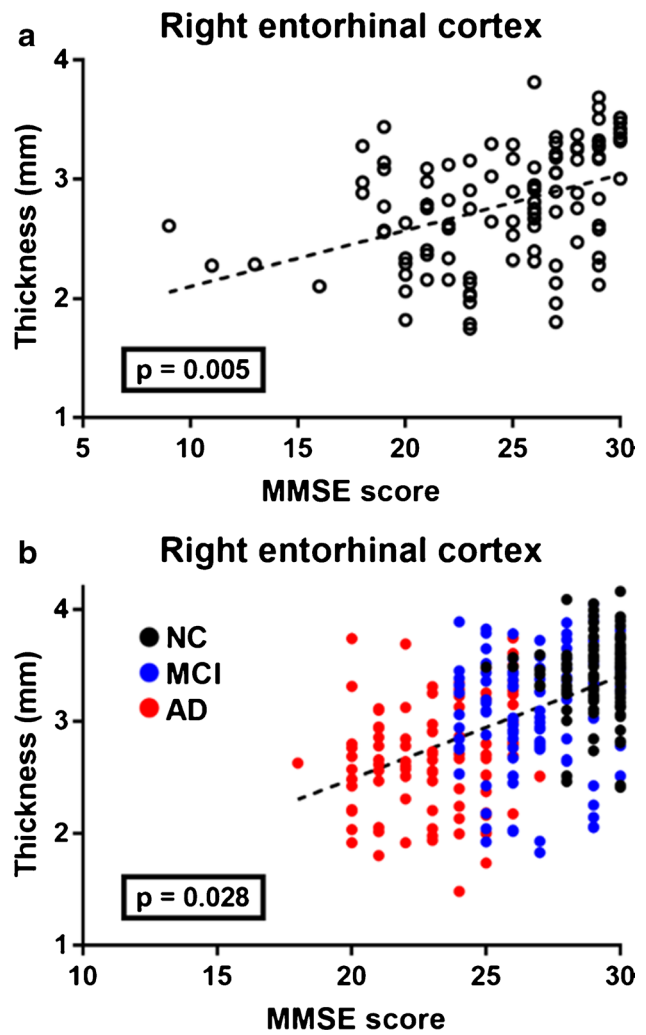 a
Right entorhinal cortex
Thickness (mm)
4
3
2
1
p = 0.005
5 10 15 20 25 30
MMSE score
b
Right entorhinal cortex
Thickness (mm)
4
3
2
1
NC
MCI
AD
p = 0.028
10 15 20 25 30
MMSE score